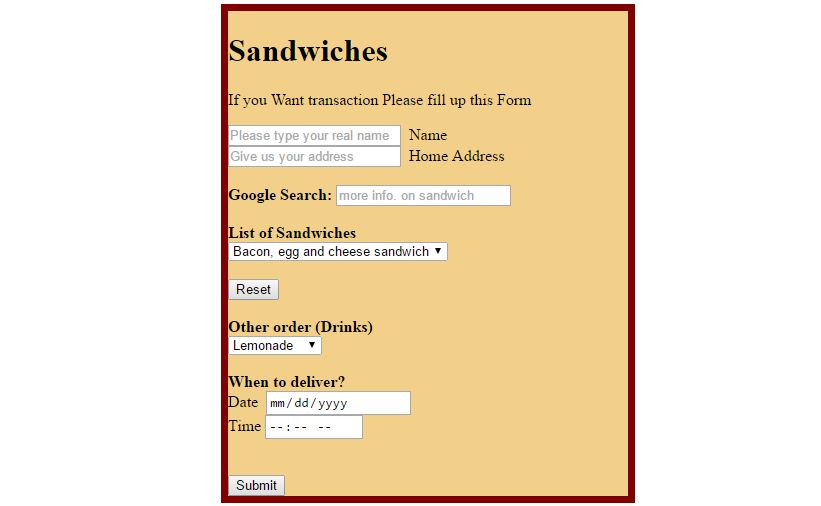 Sandwiches
If you Want transaction Please fill up this Form
Please type your real name Name
Give us your address Home Address
Google Search: more info. on sandwich
List of Sandwiches
Bacon, egg and cheese sandwich
Reset
Other order (Drinks)
Lemonade
When to deliver?
Date mm/dd/yyyy
Time --:-- --
Submit